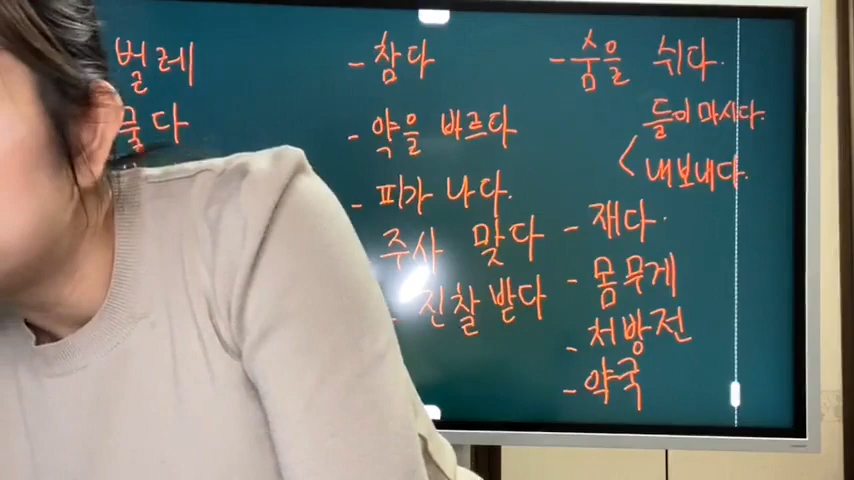 벌레
물다
- 참다
- 약을 바르다
- 피가 나다.
주사 맞다
진찰 받다
- 숨을 쉬다.
들이 마시다.
< 내보내다.
- 재다.
- 몸무게
- 처방전
- 약국